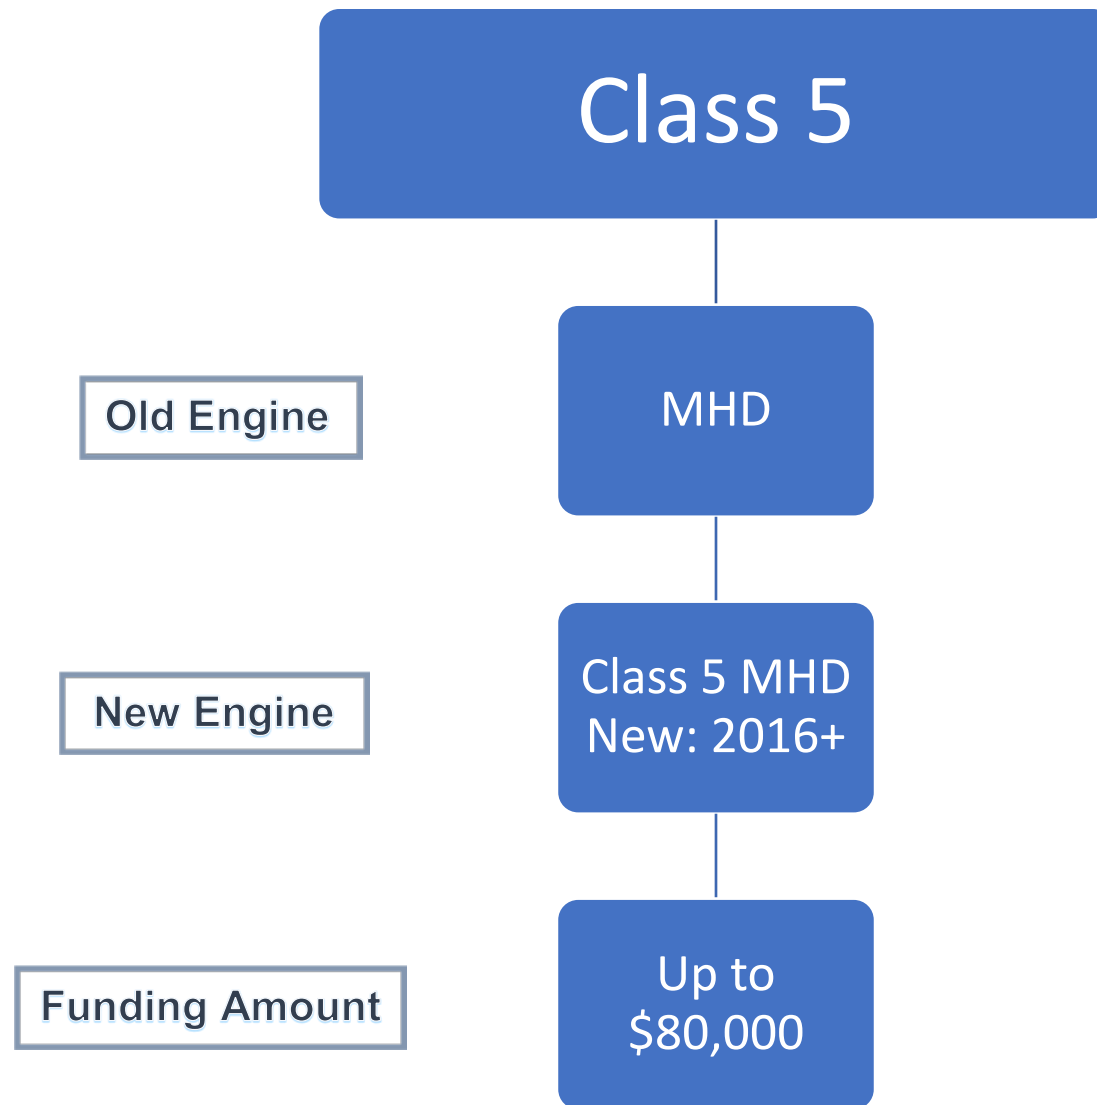 Class 5
Old Engine
MHD
New Engine
Class 5 MHD
New: 2016+
Funding Amount
Up to
$80,000